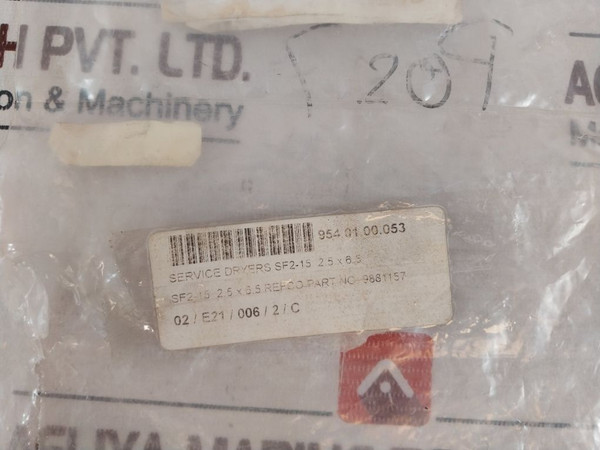 PVT. LTD.
on & Machinery
209
954.01.00.053
SERVICE DRYERS SF2-15 2.5 x 6.5
SF2-15 2.5 x 6.5 REFCO PART NO 9881157
02 / E21 / 006 / 2 / C